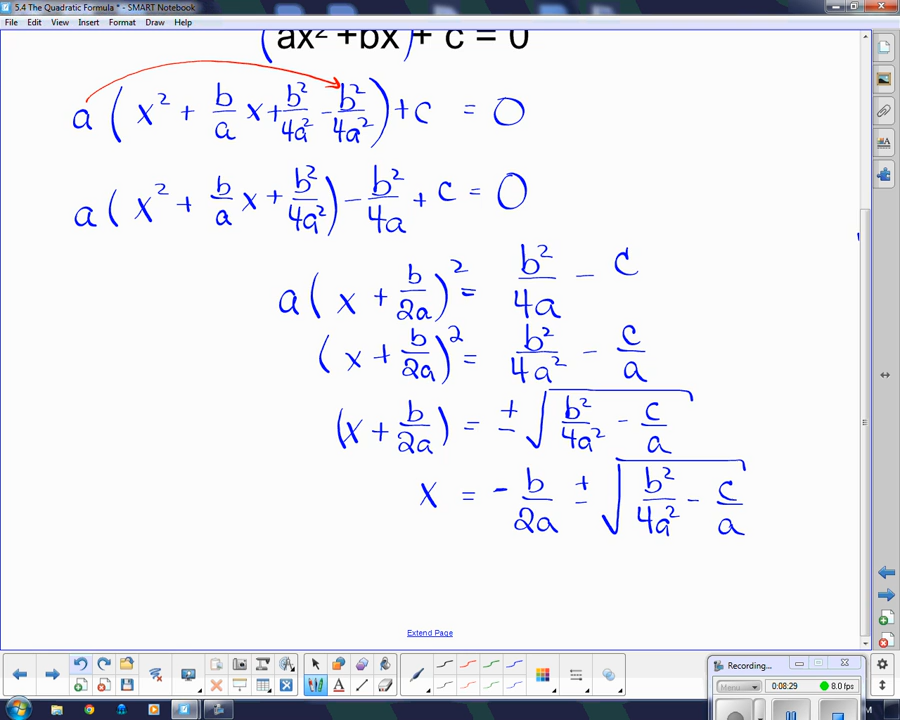 5.4 The Quadratic Formula * - SMART Notebook
File Edit View Insert Format Draw Help
(ax² +bx) + c = 0
a ( x² + b/a x + b²/4a² - b²/4a² ) + c = 0
a ( x² + b/a x + b²/4a² ) - b²/4a + c = 0
a ( x + b/2a )² = b²/4a - c
( x + b/2a )² = b²/4a² - c/a
( x + b/2a ) = ± √(b²/4a² - c/a)
x = - b/2a ± √(b²/4a² - c/a)
Extend Page
Recording...
Menu
0:08:29
8.0 fps